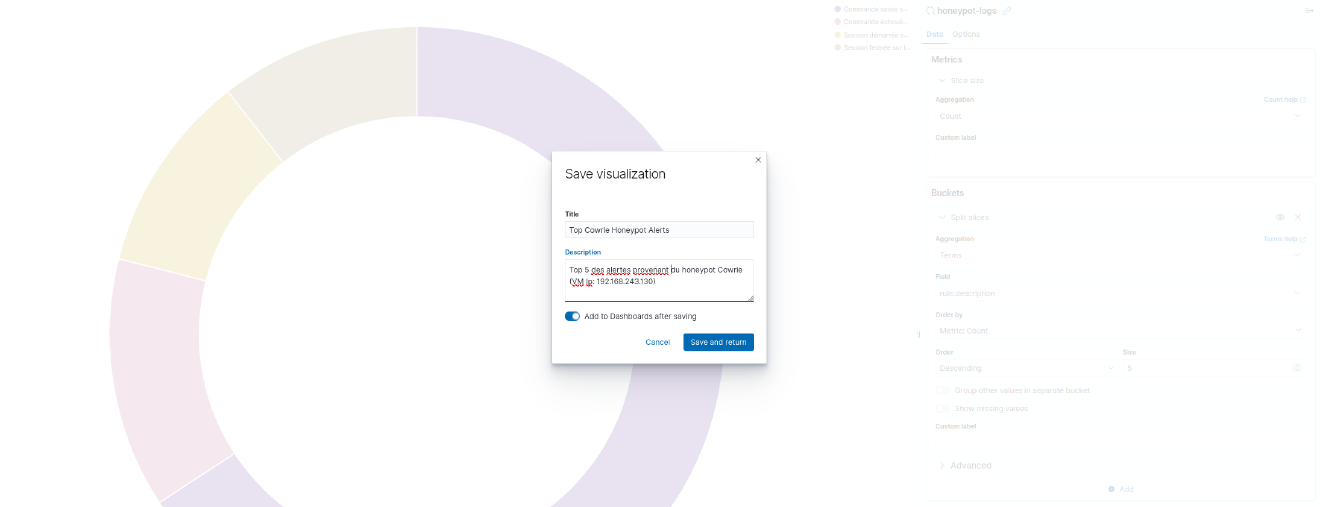 Commande saisie s...
Commande échoué...
Session démarrée s...
Session fermée sur l...
honeypot-logs
Data Options
Metrics
Slice size
Aggregation Count help
Count
Custom label
Buckets
Split slices
Aggregation Terms help
Terms
Field
rule.description
Order by
Metric: Count
Order Size
Descending 5
Group other values in separate bucket
Show missing values
Custom label
Advanced
Add
Save visualization
Title
Top Cowrie Honeypot Alerts
Description
Top 5 des alertes provenant du honeypot Cowrie
(VM Ip: 192.168.243.130)
Add to Dashboards after saving
Cancel Save and return